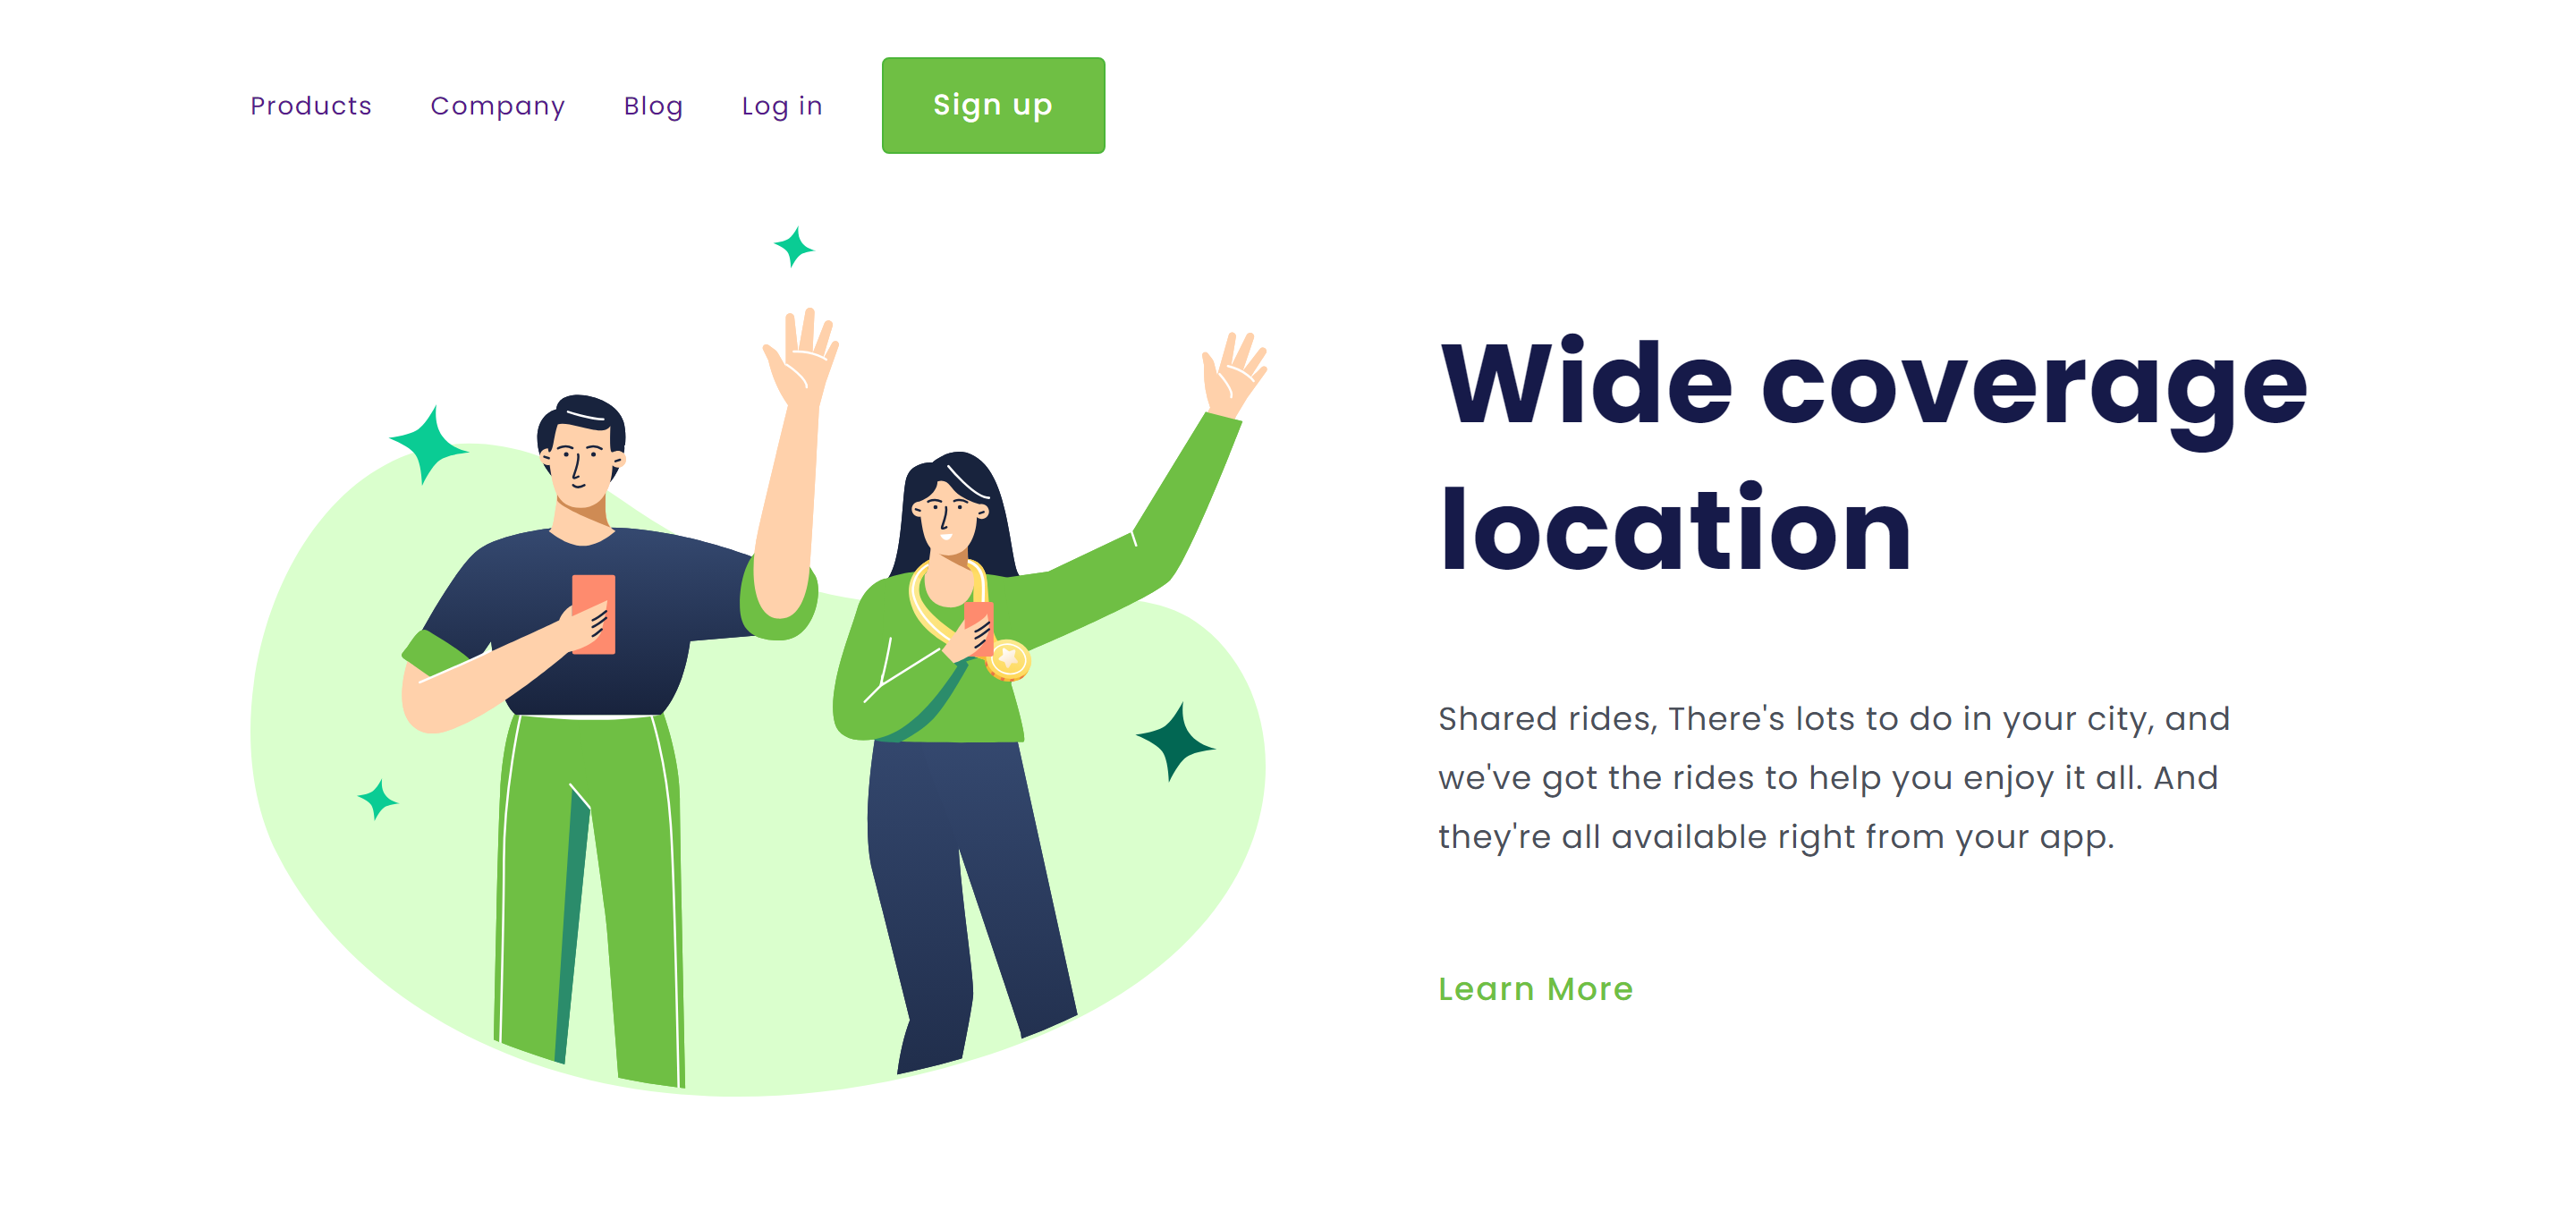 Products Company Blog Log in Sign up
Wide coverage
location
Shared rides, There's lots to do in your city, and
we've got the rides to help you enjoy it all. And
they're all available right from your app.
Learn More